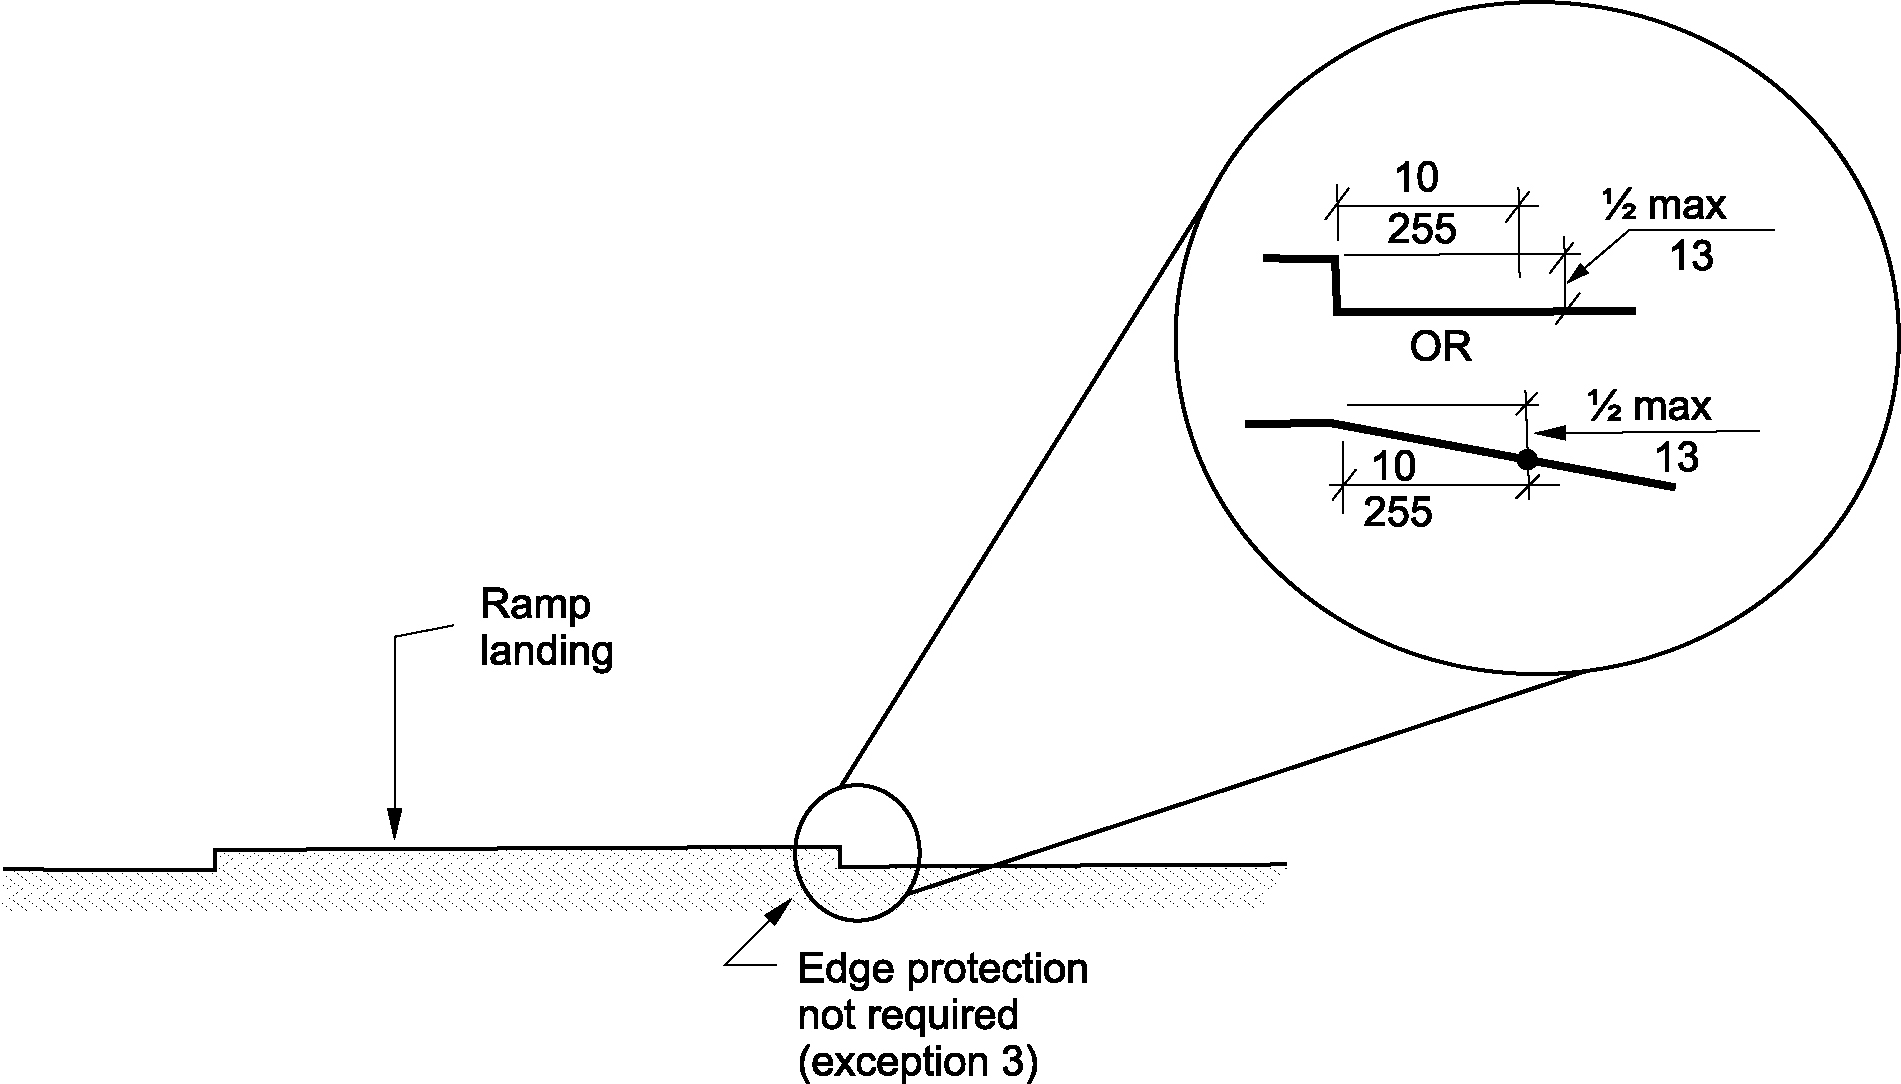 10
255
½ max
13
OR
½ max
13
10
255
Ramp
landing
Edge protection
not required
(exception 3)